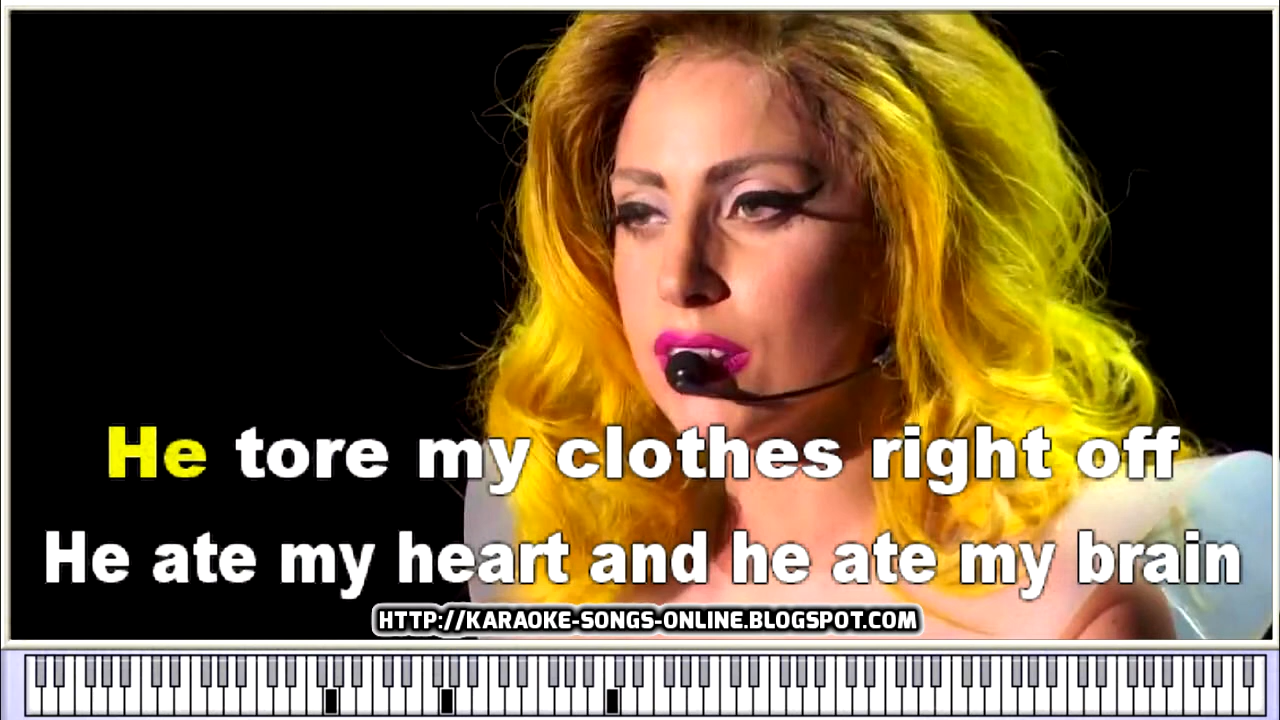 He tore my clothes right off
He ate my heart and he ate my brain
HTTP://KARAOKE-SONGS-ONLINE.BLOGSPOT.COM